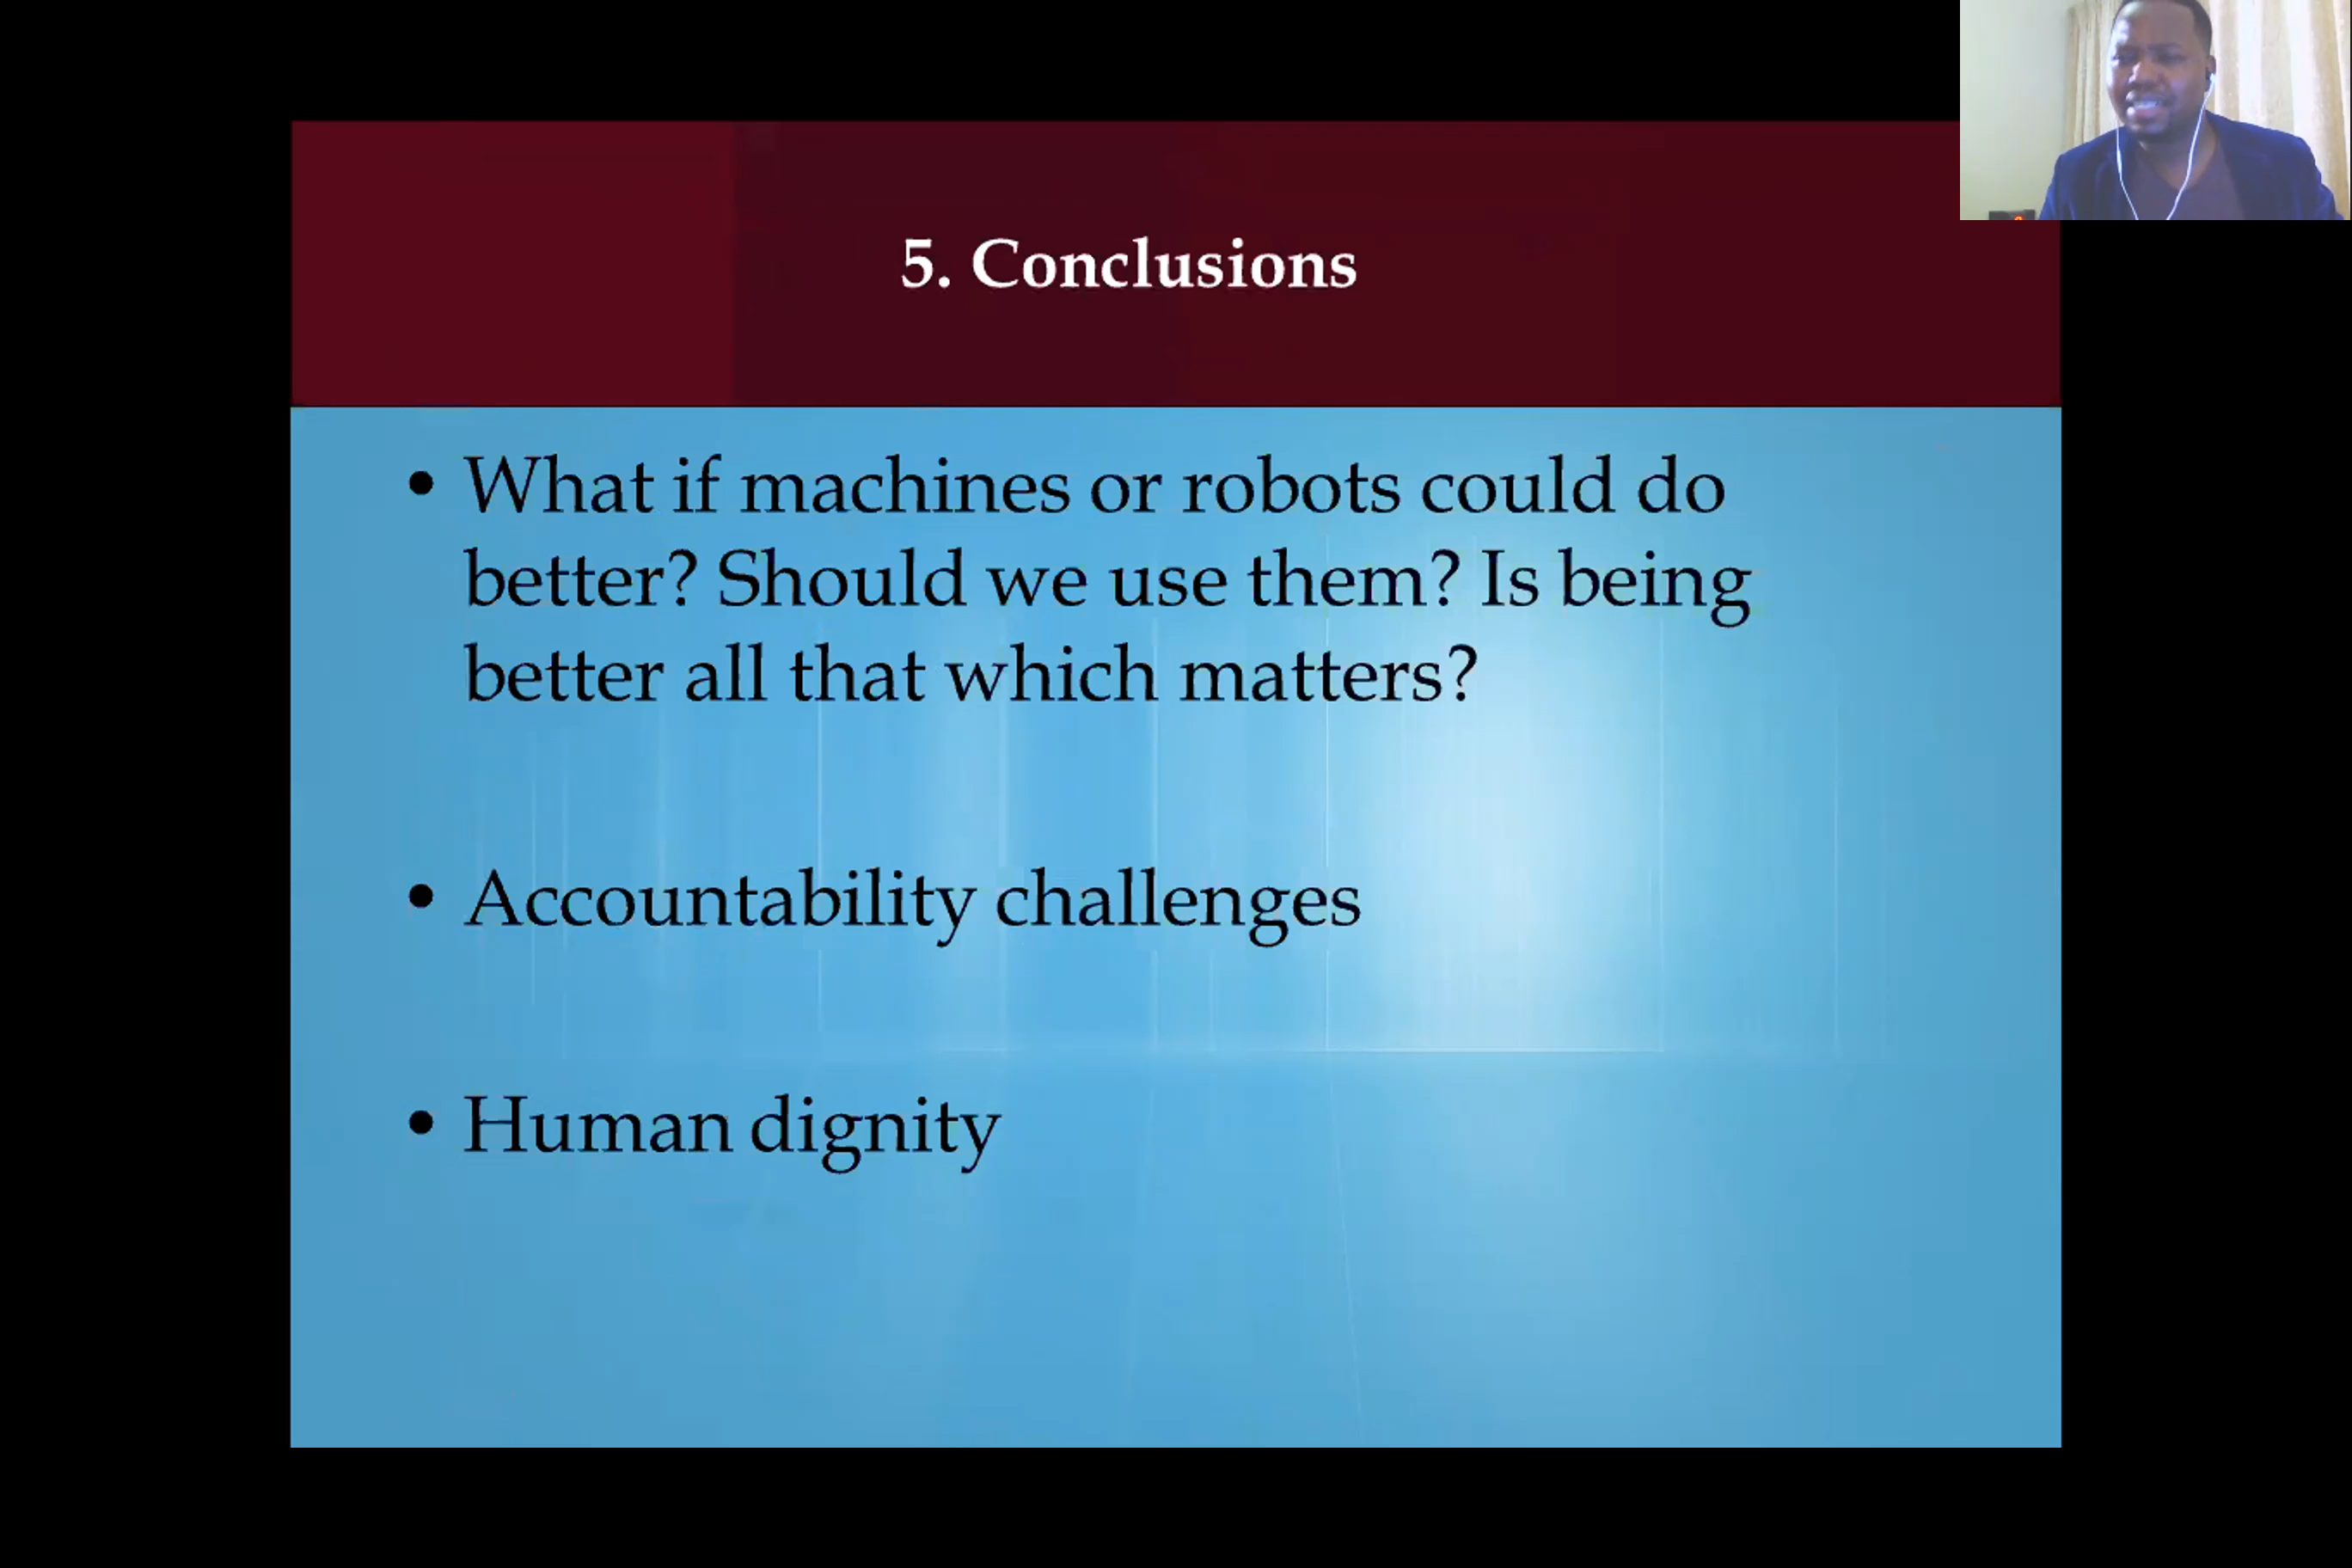 5. Conclusions
• What if machines or robots could do
better? Should we use them? Is being
better all that which matters?
• Accountability challenges
• Human dignity